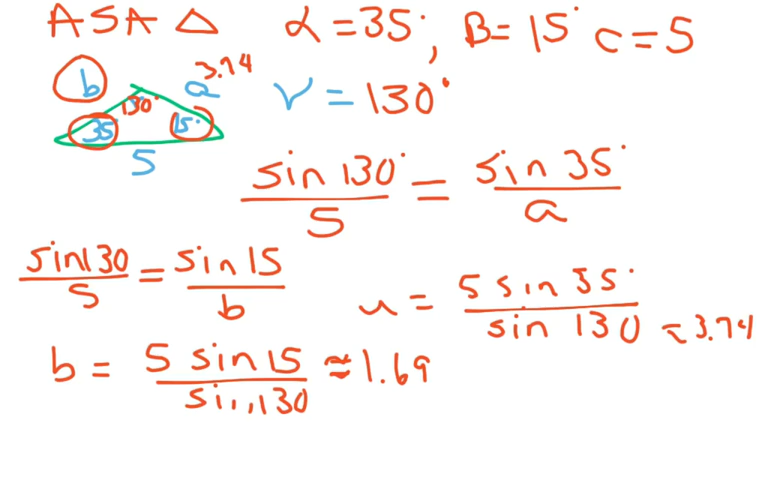 ASA △ α = 35°, β = 15° c = 5
b 130° a 3.74
35° 15°
5
γ = 130°
sin 130° / 5 = sin 35° / a
sin 130 / 5 = sin 15 / b
a = 5 sin 35° / sin 130 ≈ 3.74
b = 5 sin 15 / sin 130 ≈ 1.69